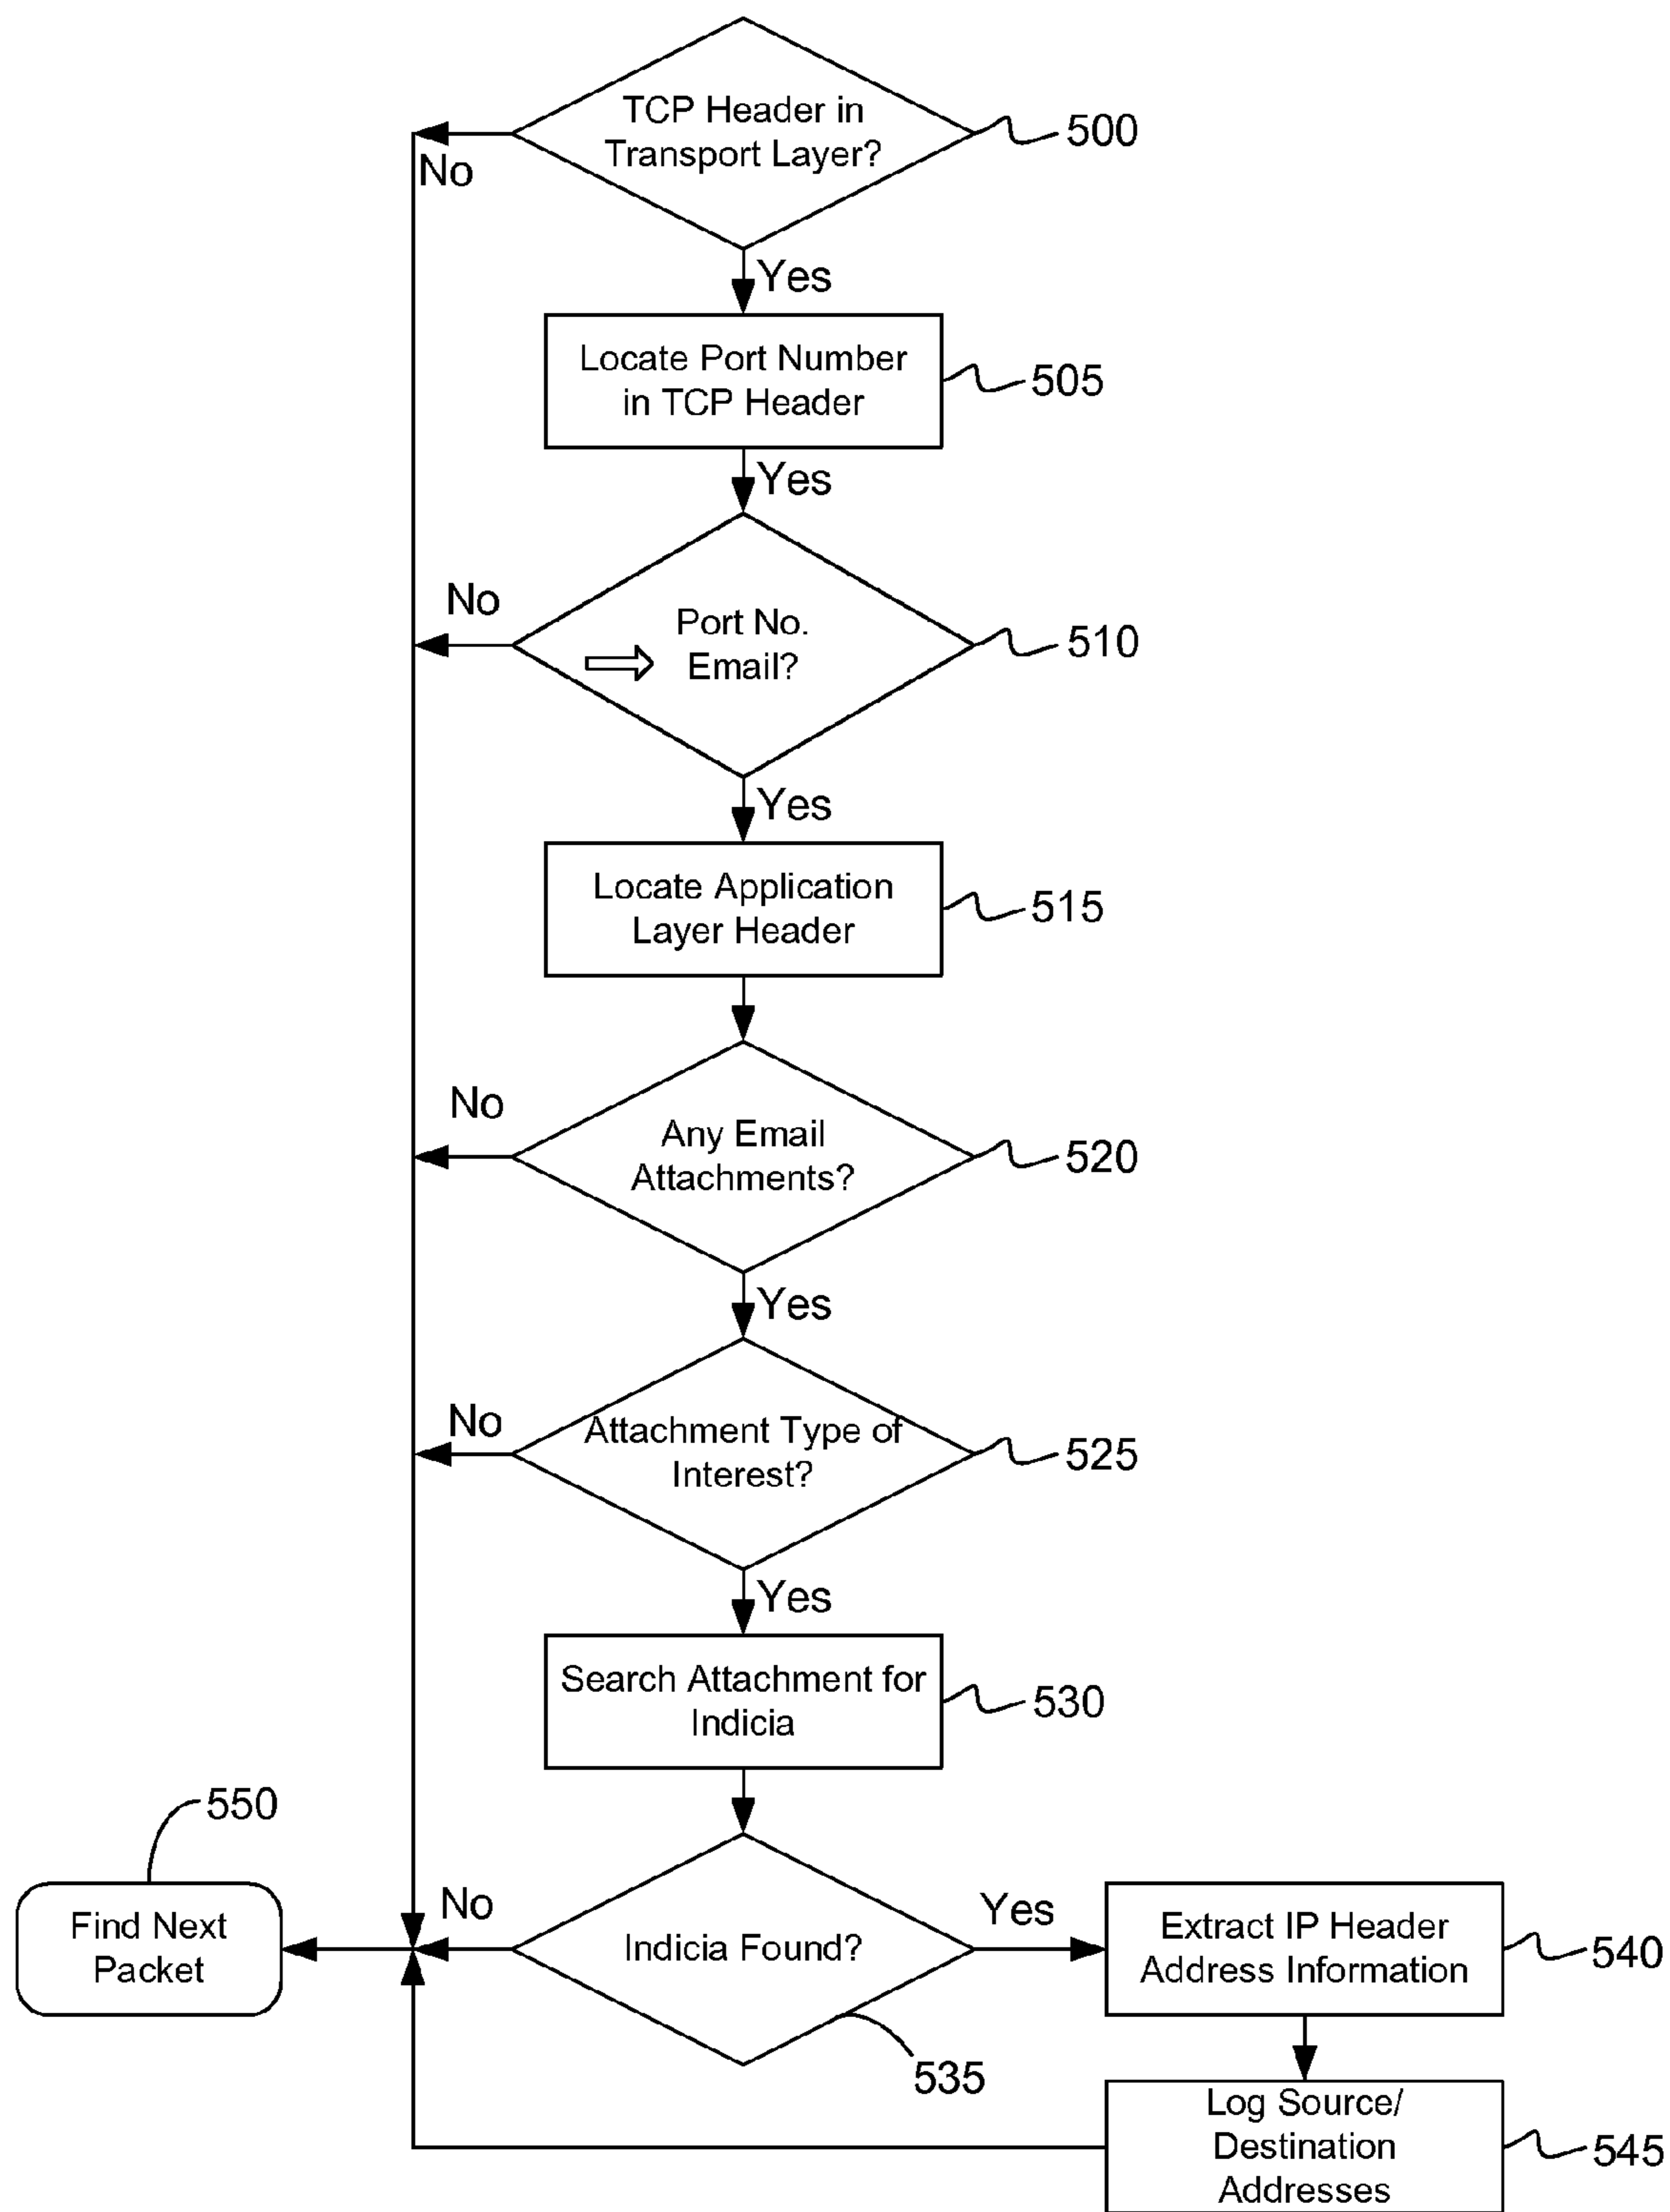 TCP Header in
Transport Layer?
500
No
Yes
Locate Port Number
in TCP Header
505
Yes
No
Port No.
Email?
510
Yes
Locate Application
Layer Header
515
No
Any Email
Attachments?
520
Yes
No
Attachment Type of
Interest?
525
Yes
Search Attachment for
Indicia
530
550
Find Next
Packet
No
Indicia Found?
535
Yes
Extract IP Header
Address Information
540
Log Source/
Destination
Addresses
545